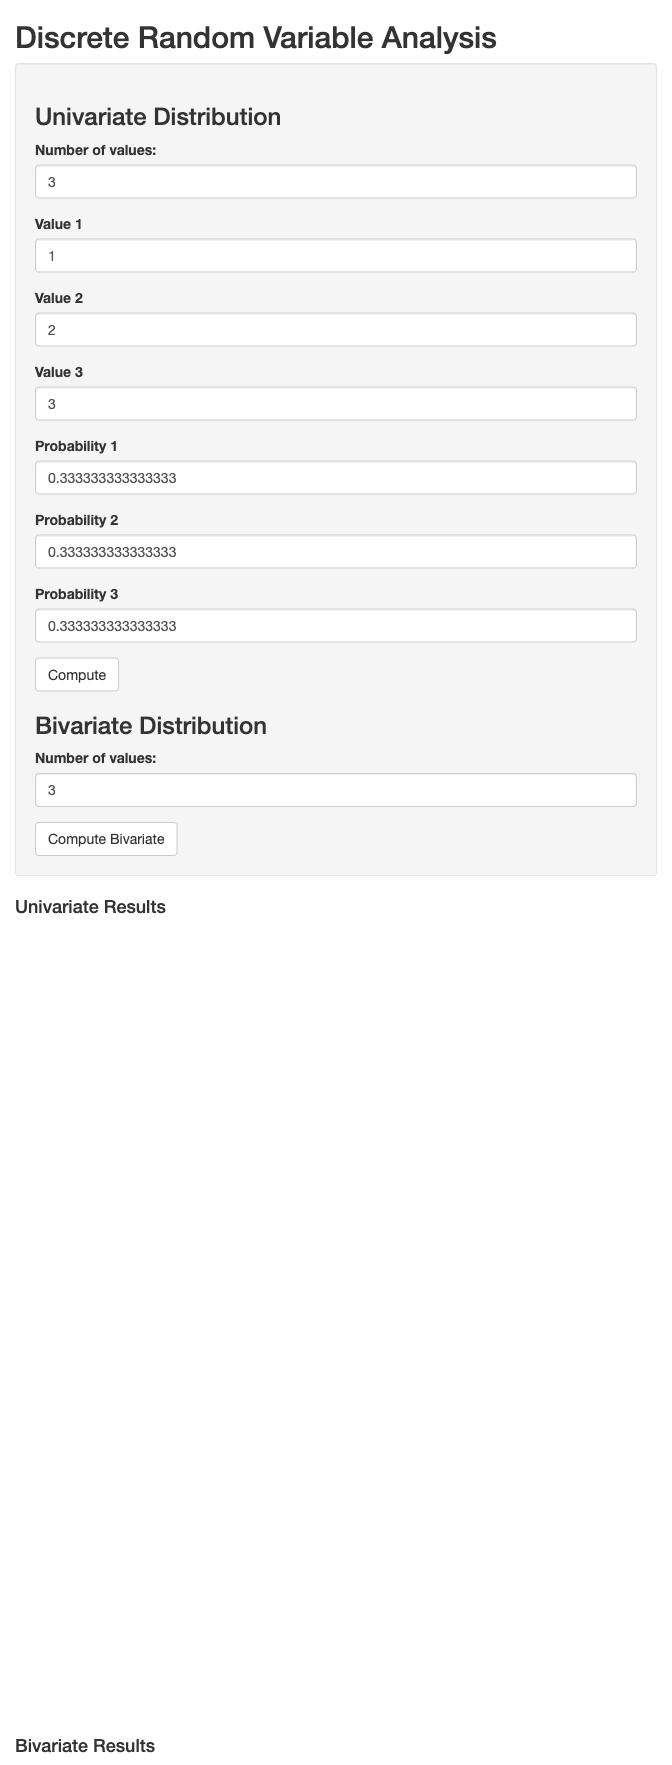 Discrete Random Variable Analysis
Univariate Distribution
Number of values:
3
Value 1
1
Value 2
2
Value 3
3
Probability 1
0.333333333333333
Probability 2
0.333333333333333
Probability 3
0.333333333333333
Compute
Bivariate Distribution
Number of values:
3
Compute Bivariate
Univariate Results
Bivariate Results